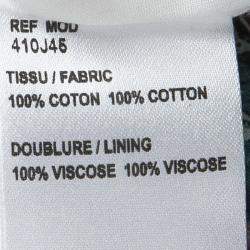 REF MOD
410J45
TISSU / FABRIC
100% COTON 100% COTTON
DOUBLURE / LINING
100% VISCOSE 100% VISCOSE